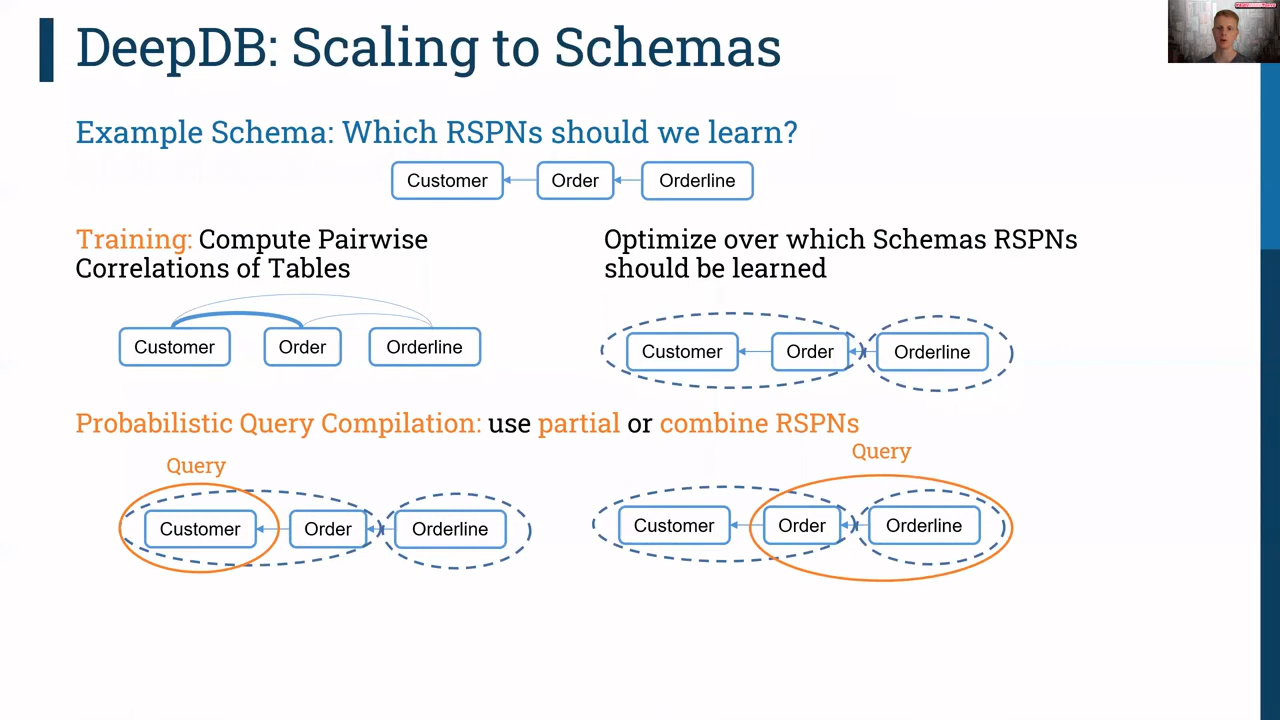 DeepDB: Scaling to Schemas
Example Schema: Which RSPNs should we learn?
Customer
Order
Orderline
Training: Compute Pairwise
Correlations of Tables
Customer
Order
Orderline
Optimize over which Schemas RSPNs
should be learned
Customer
Order
Orderline
Probabilistic Query Compilation: use partial or combine RSPNs
Query
Customer
Order
Orderline
Query
Customer
Order
Orderline